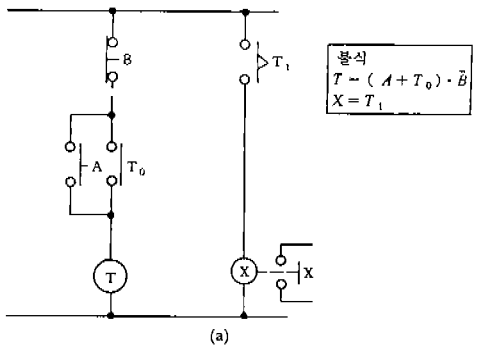 B
T₁
A
T₀
T
X
X
(a)
불식
T = ( A + T₀ ) · B̄
X = T₁